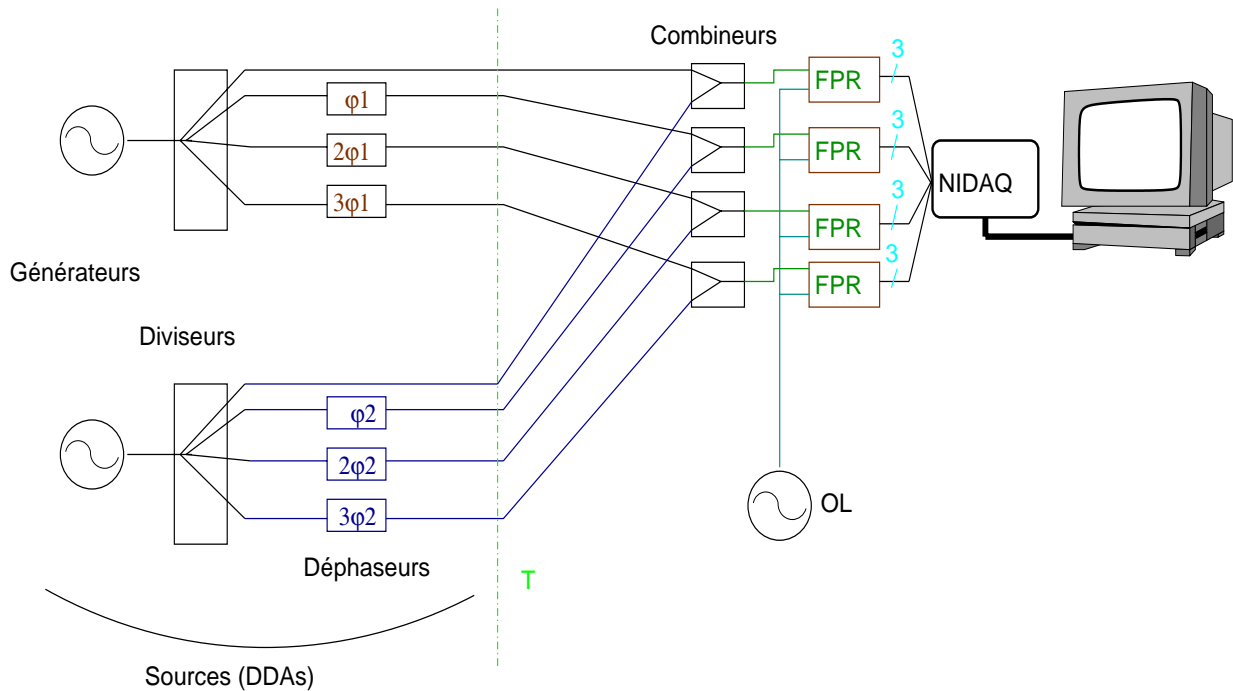 Combineurs
3
FPR
φ1
3
FPR
2φ1
NIDAQ
3
FPR
3φ1
3
FPR
Générateurs
Diviseurs
φ2
2φ2
OL
3φ2
Déphaseurs
T
Sources (DDAs)